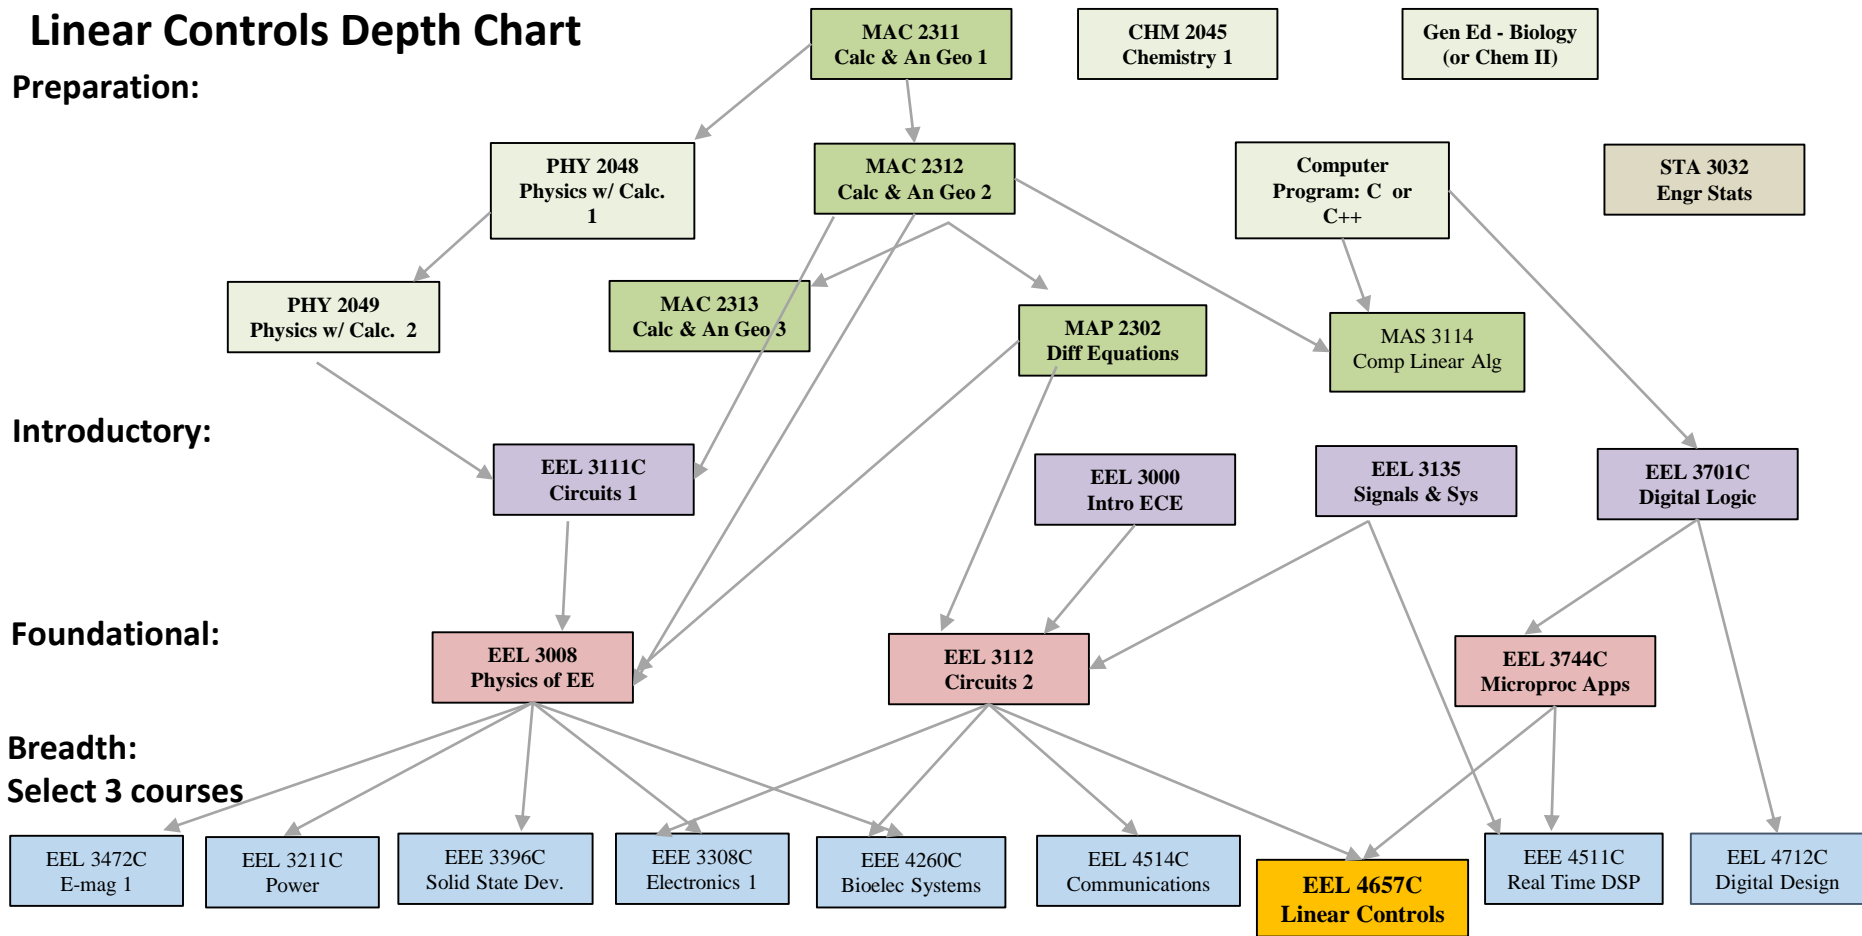 Linear Controls Depth Chart
Preparation:
MAC 2311
Calc & An Geo 1
CHM 2045
Chemistry 1
Gen Ed - Biology
(or Chem II)
PHY 2048
Physics w/ Calc.
1
MAC 2312
Calc & An Geo 2
Computer
Program: C or
C++
STA 3032
Engr Stats
PHY 2049
Physics w/ Calc. 2
MAC 2313
Calc & An Geo 3
MAP 2302
Diff Equations
MAS 3114
Comp Linear Alg
Introductory:
EEL 3111C
Circuits 1
EEL 3000
Intro ECE
EEL 3135
Signals & Sys
EEL 3701C
Digital Logic
Foundational:
EEL 3008
Physics of EE
EEL 3112
Circuits 2
EEL 3744C
Microproc Apps
Breadth:
Select 3 courses
EEL 3472C
E-mag 1
EEL 3211C
Power
EEE 3396C
Solid State Dev.
EEE 3308C
Electronics 1
EEE 4260C
Bioelec Systems
EEL 4514C
Communications
EEL 4657C
Linear Controls
EEE 4511C
Real Time DSP
EEL 4712C
Digital Design